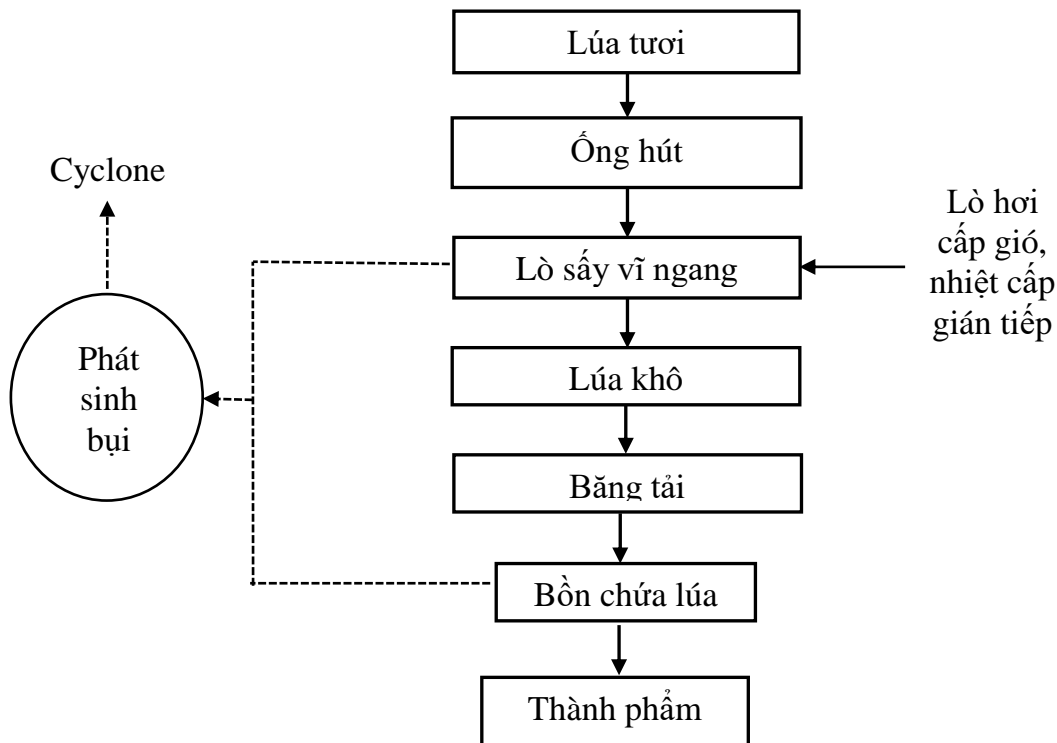 Lúa tươi
Ống hút
Cyclone
Lò hơi
cấp gió,
nhiệt cấp
gián tiếp
Lò sấy vĩ ngang
Phát
sinh
bụi
Lúa khô
Băng tải
Bồn chứa lúa
Thành phẩm